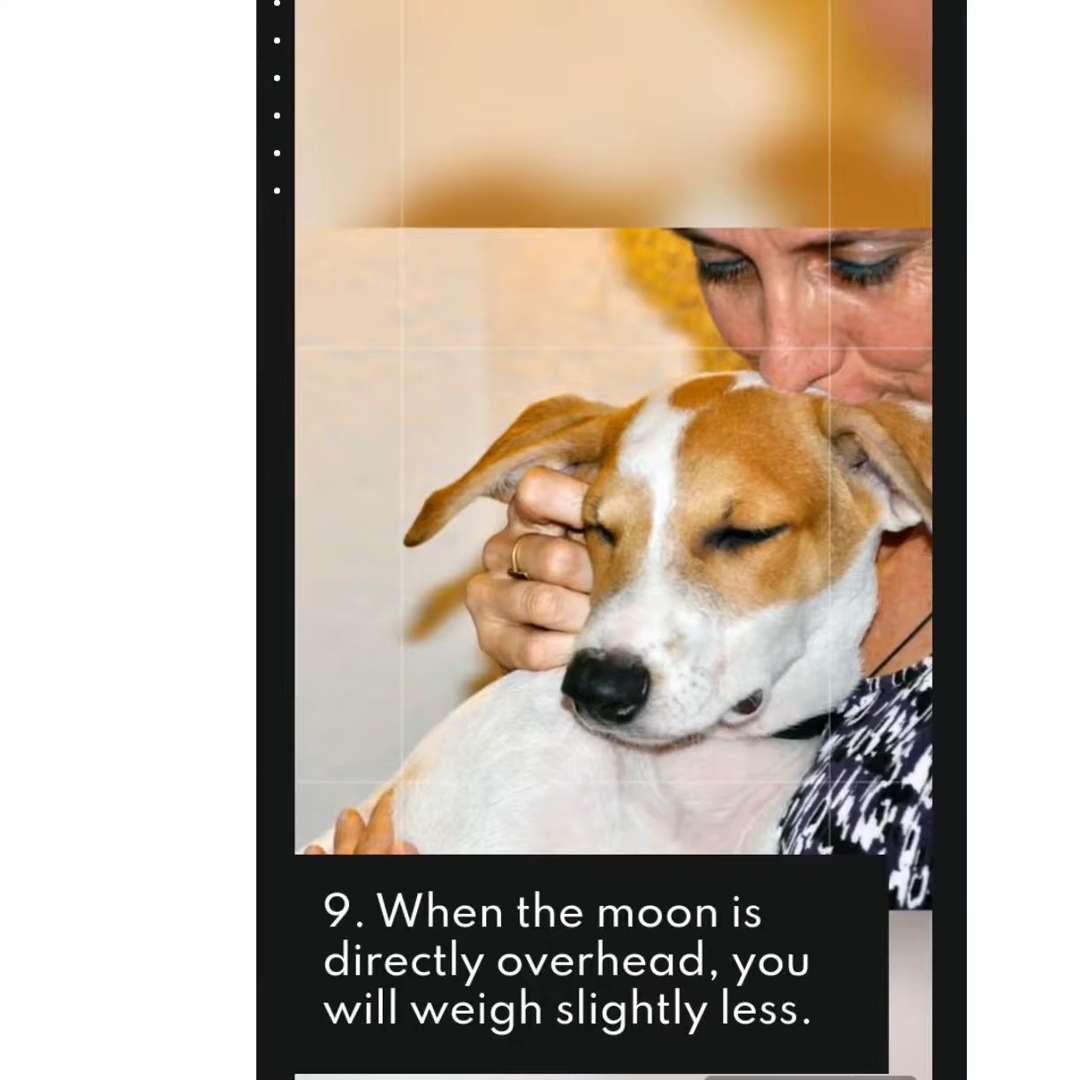 9. When the moon is
directly overhead, you
will weigh slightly less.